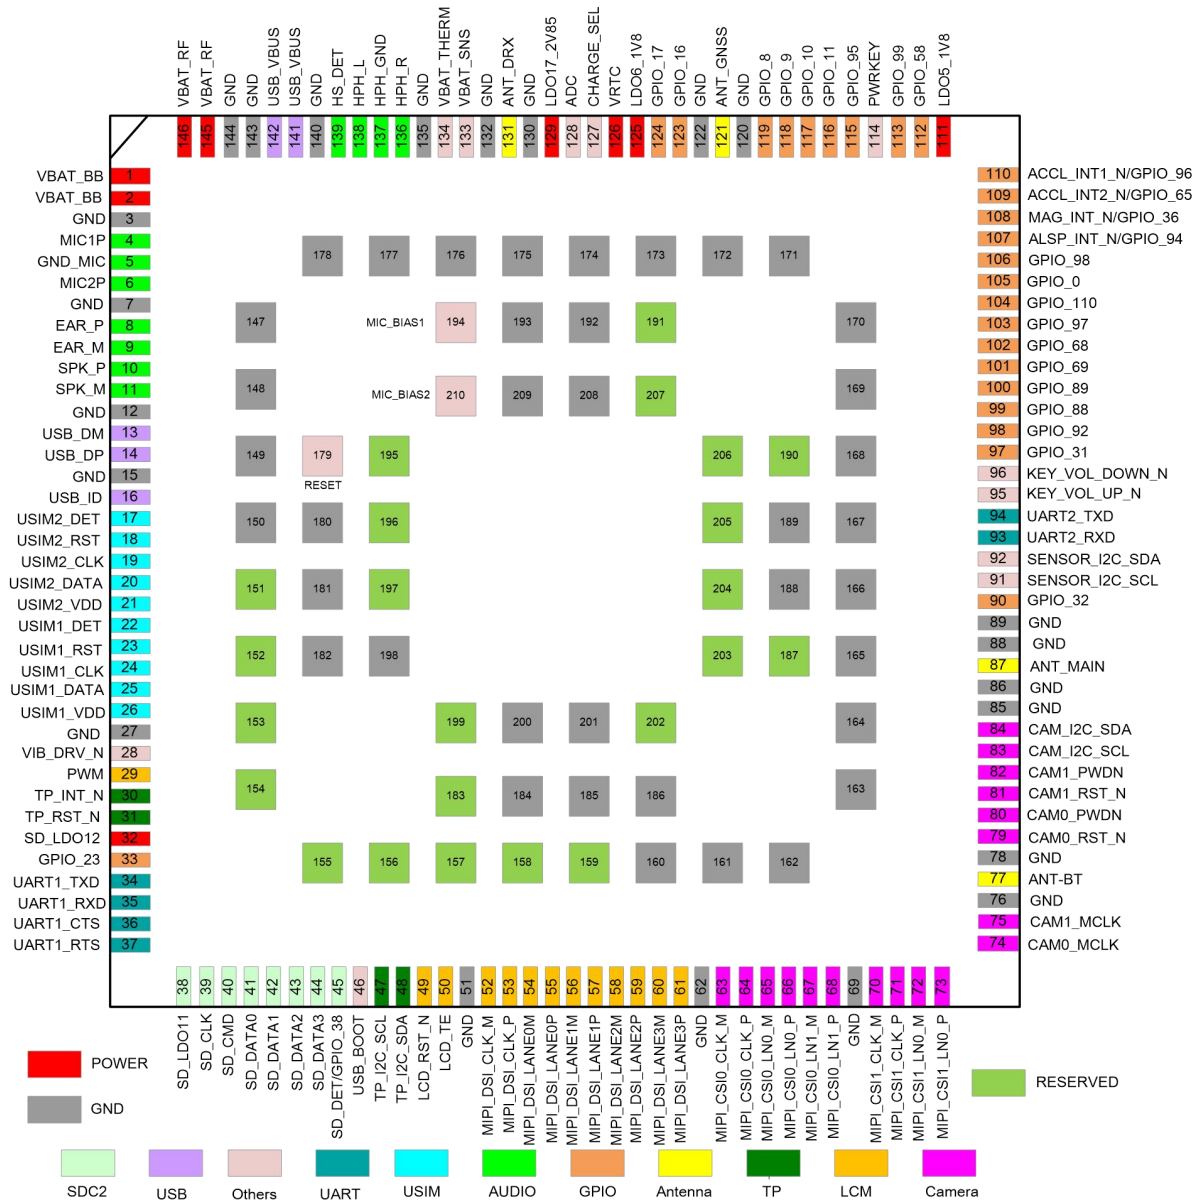 VBAT_RF
VBAT_RF
GND
GND
USB_VBUS
USB_VBUS
GND
HS_DET
HPH_L
HPH_GND
HPH_R
GND
VBAT_THERM
VBAT_SNS
GND
ANT_DRX
GND
LDO17_2V85
ADC
CHARGE_SEL
VRTC
LDO6_1V8
GPIO_17
GPIO_16
GND
ANT_GNSS
GND
GPIO_8
GPIO_9
GPIO_10
GPIO_11
GPIO_95
PWRKEY
GPIO_99
GPIO_58
LDO5_1V8
146
145
144
143
142
141
140
139
138
137
136
135
134
133
132
131
130
129
128
127
126
125
124
123
122
121
120
119
118
117
116
115
114
113
112
111
VBAT_BB 1
VBAT_BB 2
GND 3
MIC1P 4
GND_MIC 5
MIC2P 6
GND 7
EAR_P 8
EAR_M 9
SPK_P 10
SPK_M 11
GND 12
USB_DM 13
USB_DP 14
GND 15
USB_ID 16
USIM2_DET 17
USIM2_RST 18
USIM2_CLK 19
USIM2_DATA 20
USIM2_VDD 21
USIM1_DET 22
USIM1_RST 23
USIM1_CLK 24
USIM1_DATA 25
USIM1_VDD 26
GND 27
VIB_DRV_N 28
PWM 29
TP_INT_N 30
TP_RST_N 31
SD_LDO12 32
GPIO_23 33
UART1_TXD 34
UART1_RXD 35
UART1_CTS 36
UART1_RTS 37
178 177 176 175 174 173 172 171
147 MIC_BIAS1 194 193 192 191 170
148 MIC_BIAS2 210 209 208 207 169
149 179 195 206 190 168
RESET
150 180 196 205 189 167
151 181 197 204 188 166
152 182 198 203 187 165
153 199 200 201 202 164
154 183 184 185 186 163
155 156 157 158 159 160 161 162
110 ACCL_INT1_N/GPIO_96
109 ACCL_INT2_N/GPIO_65
108 MAG_INT_N/GPIO_36
107 ALSP_INT_N/GPIO_94
106 GPIO_98
105 GPIO_0
104 GPIO_110
103 GPIO_97
102 GPIO_68
101 GPIO_69
100 GPIO_89
99 GPIO_88
98 GPIO_92
97 GPIO_31
96 KEY_VOL_DOWN_N
95 KEY_VOL_UP_N
94 UART2_TXD
93 UART2_RXD
92 SENSOR_I2C_SDA
91 SENSOR_I2C_SCL
90 GPIO_32
89 GND
88 GND
87 ANT_MAIN
86 GND
85 GND
84 CAM_I2C_SDA
83 CAM_I2C_SCL
82 CAM1_PWDN
81 CAM1_RST_N
80 CAM0_PWDN
79 CAM0_RST_N
78 GND
77 ANT-BT
76 GND
75 CAM1_MCLK
74 CAM0_MCLK
38
39
40
41
42
43
44
45
46
47
48
49
50
51
52
53
54
55
56
57
58
59
60
61
62
63
64
65
66
67
68
69
70
71
72
73
SD_LDO11
SD_CLK
SD_CMD
SD_DATA0
SD_DATA1
SD_DATA2
SD_DATA3
SD_DET/GPIO_38
USB_BOOT
TP_I2C_SCL
TP_I2C_SDA
LCD_RST_N
LCD_TE
GND
MIPI_DSI_CLK_M
MIPI_DSI_CLK_P
MIPI_DSI_LANE0M
MIPI_DSI_LANE0P
MIPI_DSI_LANE1M
MIPI_DSI_LANE1P
MIPI_DSI_LANE2M
MIPI_DSI_LANE2P
MIPI_DSI_LANE3M
MIPI_DSI_LANE3P
GND
MIPI_CSI0_CLK_M
MIPI_CSI0_CLK_P
MIPI_CSI0_LN0_M
MIPI_CSI0_LN0_P
MIPI_CSI0_LN1_M
MIPI_CSI0_LN1_P
GND
MIPI_CSI1_CLK_M
MIPI_CSI1_CLK_P
MIPI_CSI1_LN0_M
MIPI_CSI1_LN0_P
POWER
GND
RESERVED
SDC2
USB
Others
UART
USIM
AUDIO
GPIO
Antenna
TP
LCM
Camera